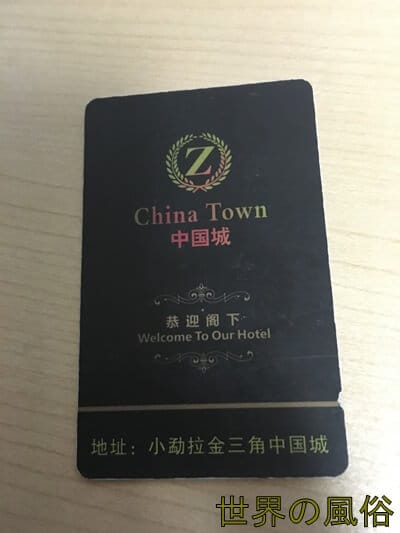 Z
China Town
中国城
恭迎阁下
Welcome To Our Hotel
地址：小勐拉金三角中国城
世界の風俗